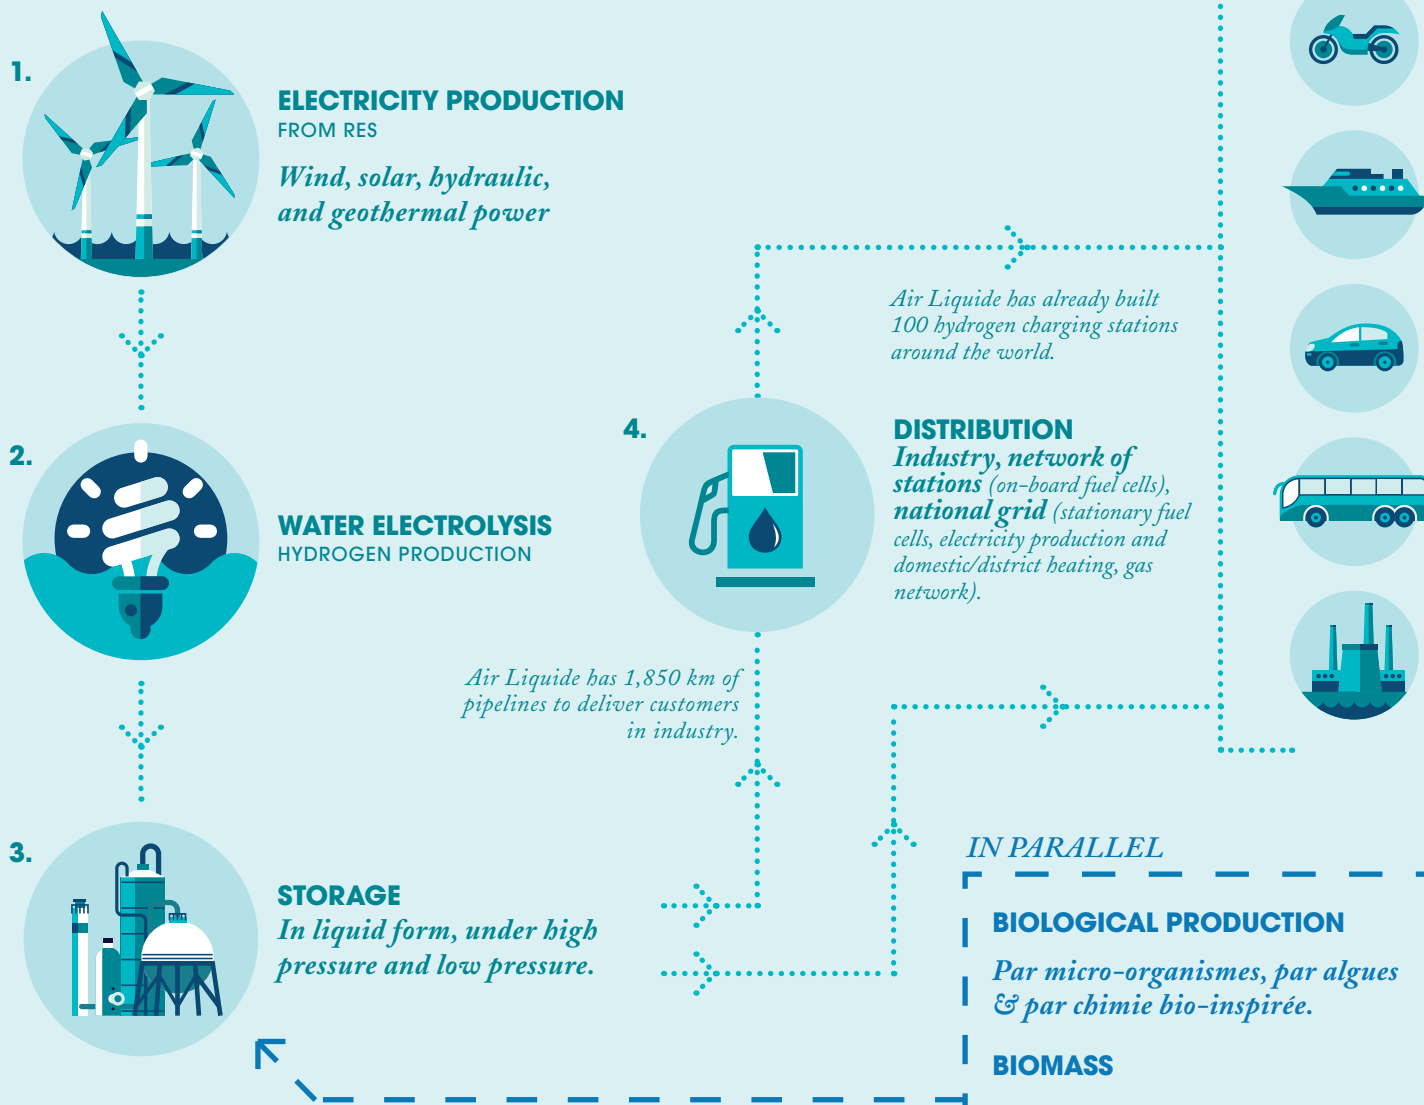 1.
ELECTRICITY PRODUCTION
FROM RES
Wind, solar, hydraulic,
and geothermal power
2.
WATER ELECTROLYSIS
HYDROGEN PRODUCTION
3.
STORAGE
In liquid form, under high
pressure and low pressure.
Air Liquide has 1,850 km of
pipelines to deliver customers
in industry.
4.
Air Liquide has already built
100 hydrogen charging stations
around the world.
DISTRIBUTION
Industry, network of
stations (on-board fuel cells),
national grid (stationary fuel
cells, electricity production and
domestic/district heating, gas
network).
IN PARALLEL
BIOLOGICAL PRODUCTION
Par micro-organismes, par algues
& par chimie bio-inspirée.
BIOMASS